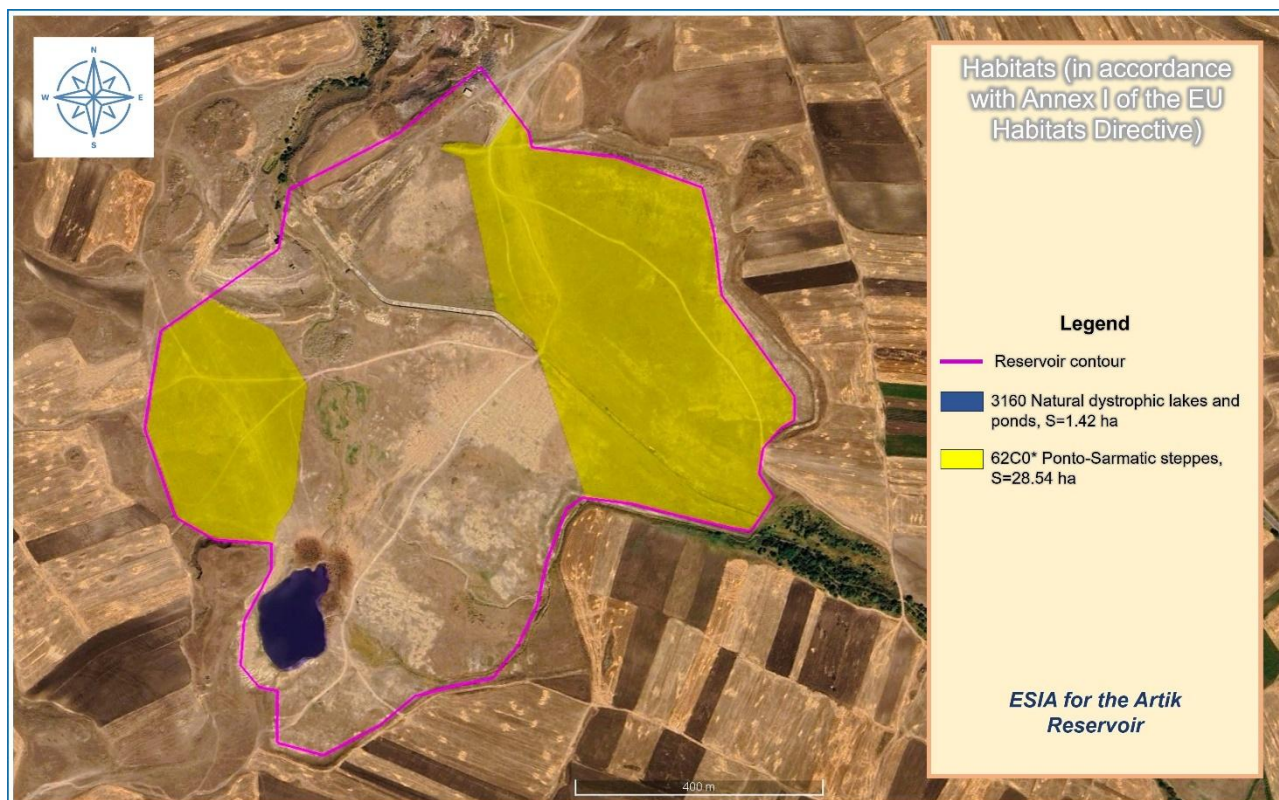 N
W
E
S
Habitats (in accordance
with Annex I of the EU
Habitats Directive)
Legend
Reservoir contour
3160 Natural dystrophic lakes and
ponds, S=1.42 ha
62C0* Ponto-Sarmatic steppes,
S=28.54 ha
ESIA for the Artik
Reservoir
400 m